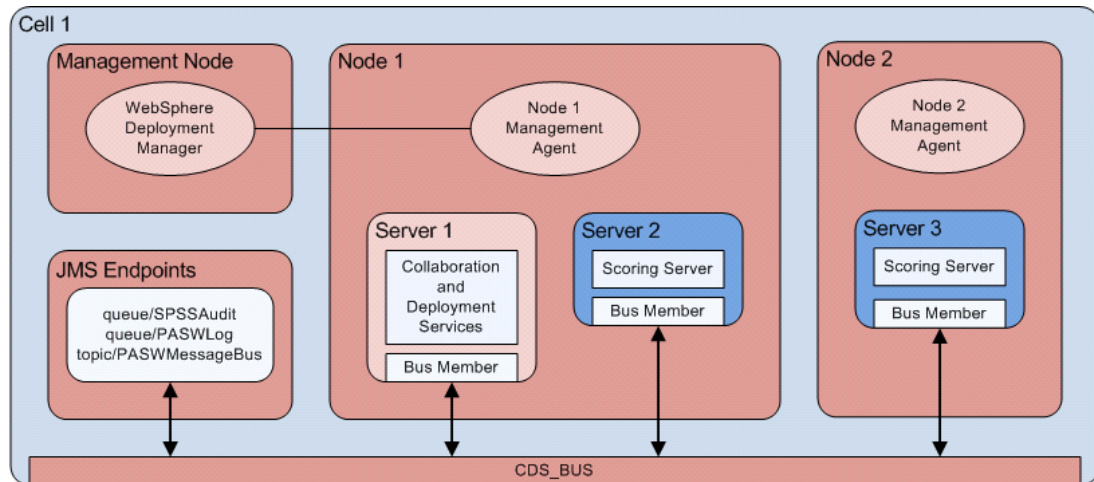 Cell 1
Management Node
WebSphere
Deployment
Manager
Node 1
Node 1
Management
Agent
Node 2
Node 2
Management
Agent
JMS Endpoints
queue/SPSSAudit
queue/PASWLog
topic/PASWMessageBus
Server 1
Collaboration
and
Deployment
Services
Bus Member
Server 2
Scoring Server
Bus Member
Server 3
Scoring Server
Bus Member
CDS_BUS